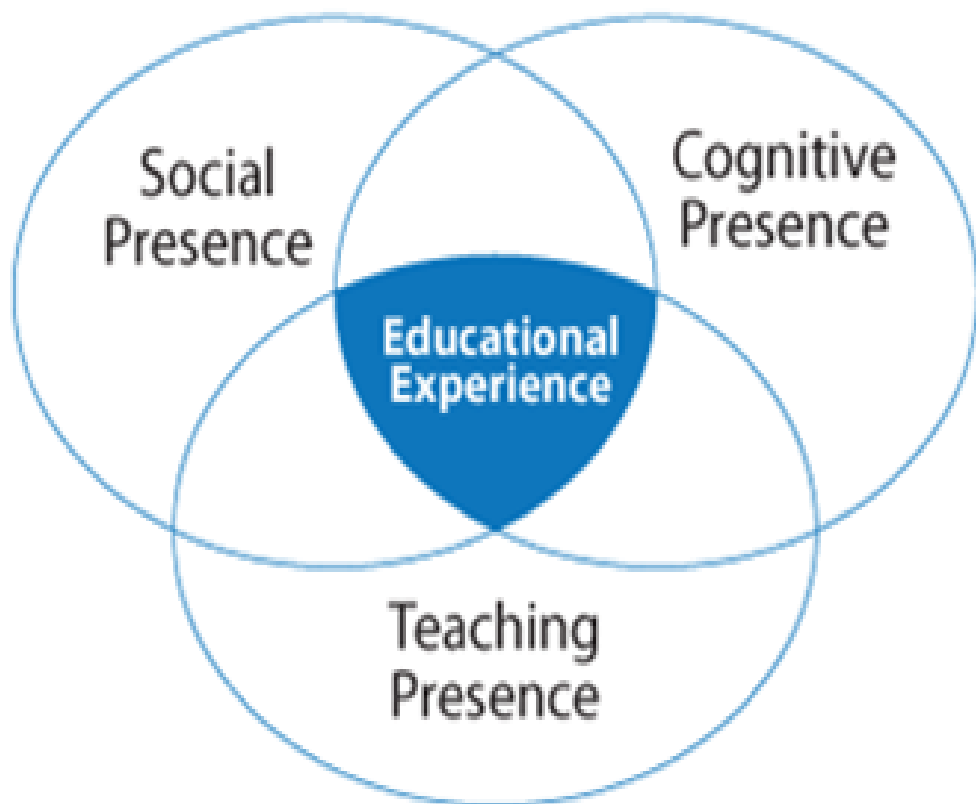 Social
Presence
Cognitive
Presence
Educational
Experience
Teaching
Presence